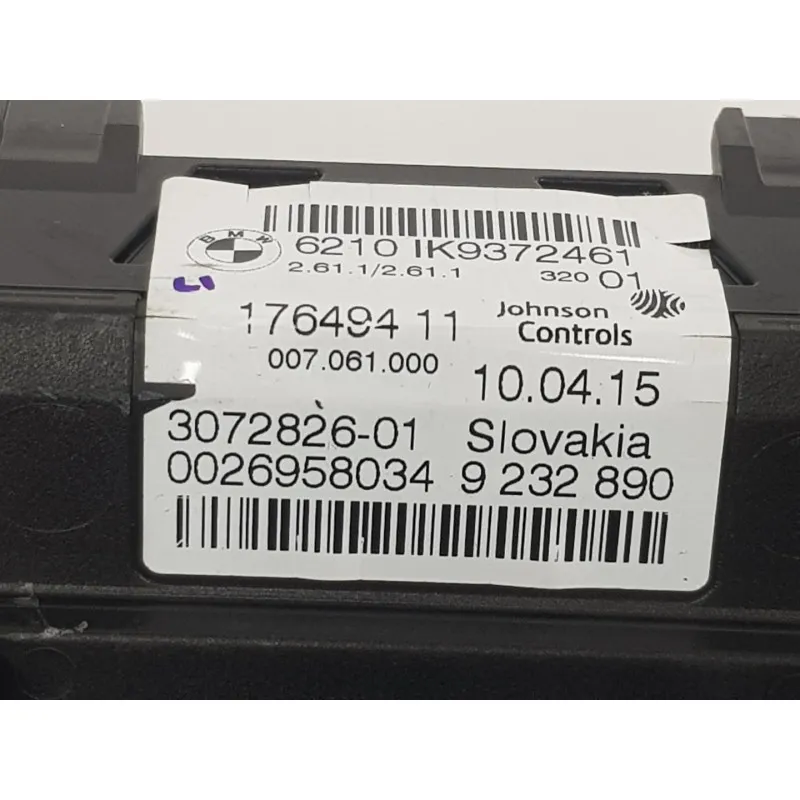 BMW
6210 IK9372461
2.61.1/2.61.1 320 01
176494 11 Johnson Controls
007.061.000 10.04.15
3072826-01 Slovakia
0026958034 9 232 890